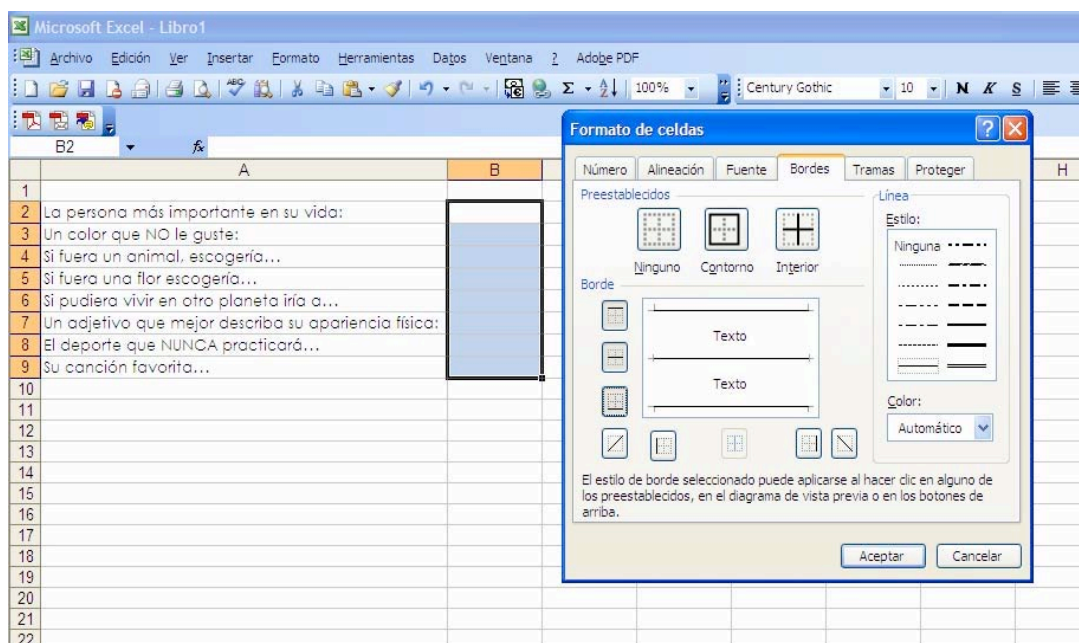 Microsoft Excel - Libro1
Archivo Edición Ver Insertar Formato Herramientas Datos Ventana ? Adobe PDF
ABC Σ 100% Century Gothic 10 N K S
B2 fx
Formato de celdas
Número Alineación Fuente Bordes Tramas Proteger
Preestablecidos
Ninguno Contorno Interior
Borde
Texto
Texto
Línea
Estilo:
Ninguna
Color:
Automático
El estilo de borde seleccionado puede aplicarse al hacer clic en alguno de
los preestablecidos, en el diagrama de vista previa o en los botones de
arriba.
Aceptar Cancelar
A B H
1
2 La persona más importante en su vida:
3 Un color que NO le guste:
4 Si fuera un animal, escogería...
5 Si fuera una flor escogería...
6 Si pudiera vivir en otro planeta iría a...
7 Un adjetivo que mejor describa su apariencia física:
8 El deporte que NUNCA practicará...
9 Su canción favorita...
10
11
12
13
14
15
16
17
18
19
20
21
22